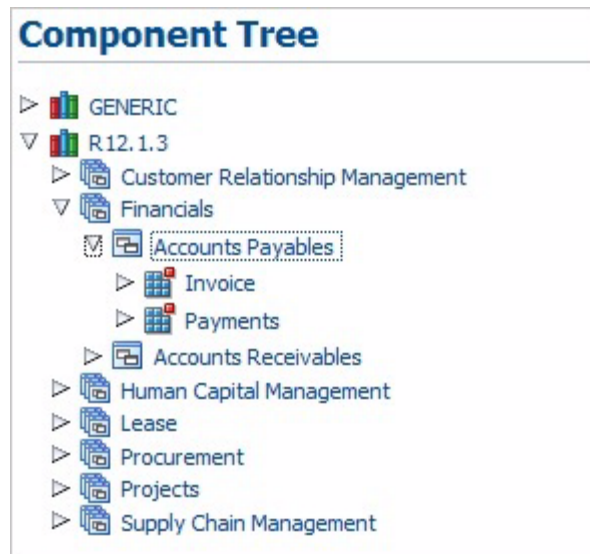 Component Tree
GENERIC
R12.1.3
Customer Relationship Management
Financials
Accounts Payables
Invoice
Payments
Accounts Receivables
Human Capital Management
Lease
Procurement
Projects
Supply Chain Management